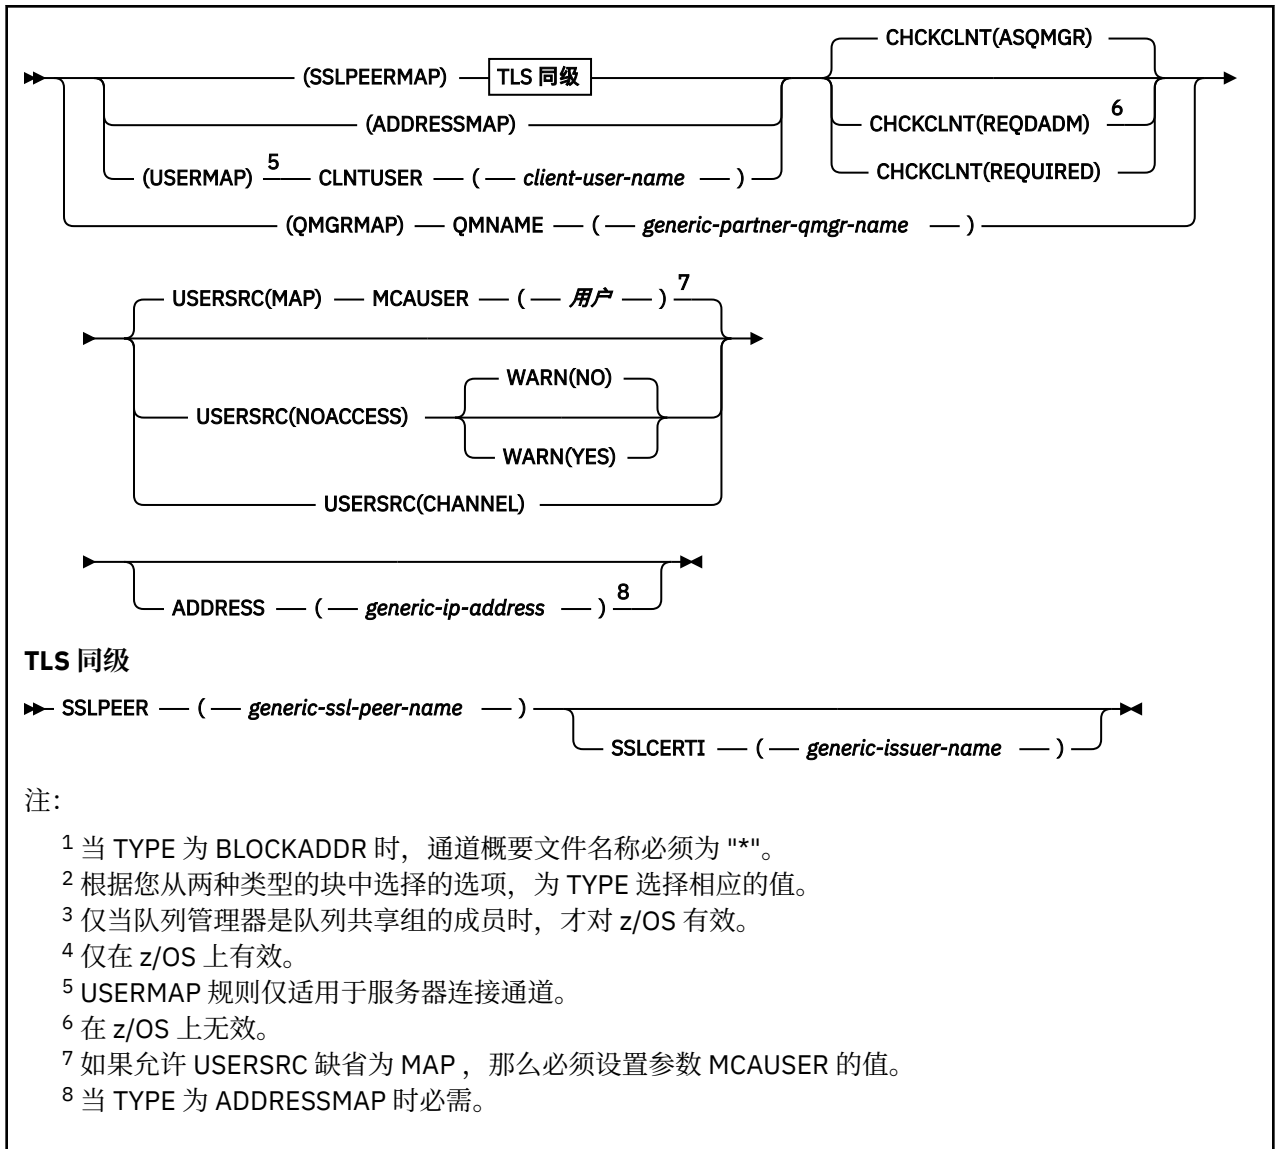 CHCKCLNT(ASQMGR)
(SSLPEERMAP) TLS 同级
(ADDRESSMAP) CHCKCLNT(REQDADM) 6
(USERMAP) 5 CLNTUSER ( client-user-name ) CHCKCLNT(REQUIRED)
(QMGRMAP) QMNAME ( generic-partner-qmgr-name )
USERSRC(MAP) MCAUSER ( 用户 ) 7
WARN(NO)
USERSRC(NOACCESS)
WARN(YES)
USERSRC(CHANNEL)
ADDRESS ( generic-ip-address ) 8
TLS 同级
SSLPEER ( generic-ssl-peer-name )
SSLCERTI ( generic-issuer-name )
注：
1 当 TYPE 为 BLOCKADDR 时，通道概要文件名称必须为 "*"。
2 根据您从两种类型的块中选择的选项，为 TYPE 选择相应的值。
3 仅当队列管理器是队列共享组的成员时，才对 z/OS 有效。
4 仅在 z/OS 上有效。
5 USERMAP 规则仅适用于服务器连接通道。
6 在 z/OS 上无效。
7 如果允许 USERSRC 缺省为 MAP ，那么必须设置参数 MCAUSER 的值。
8 当 TYPE 为 ADDRESSMAP 时必需。